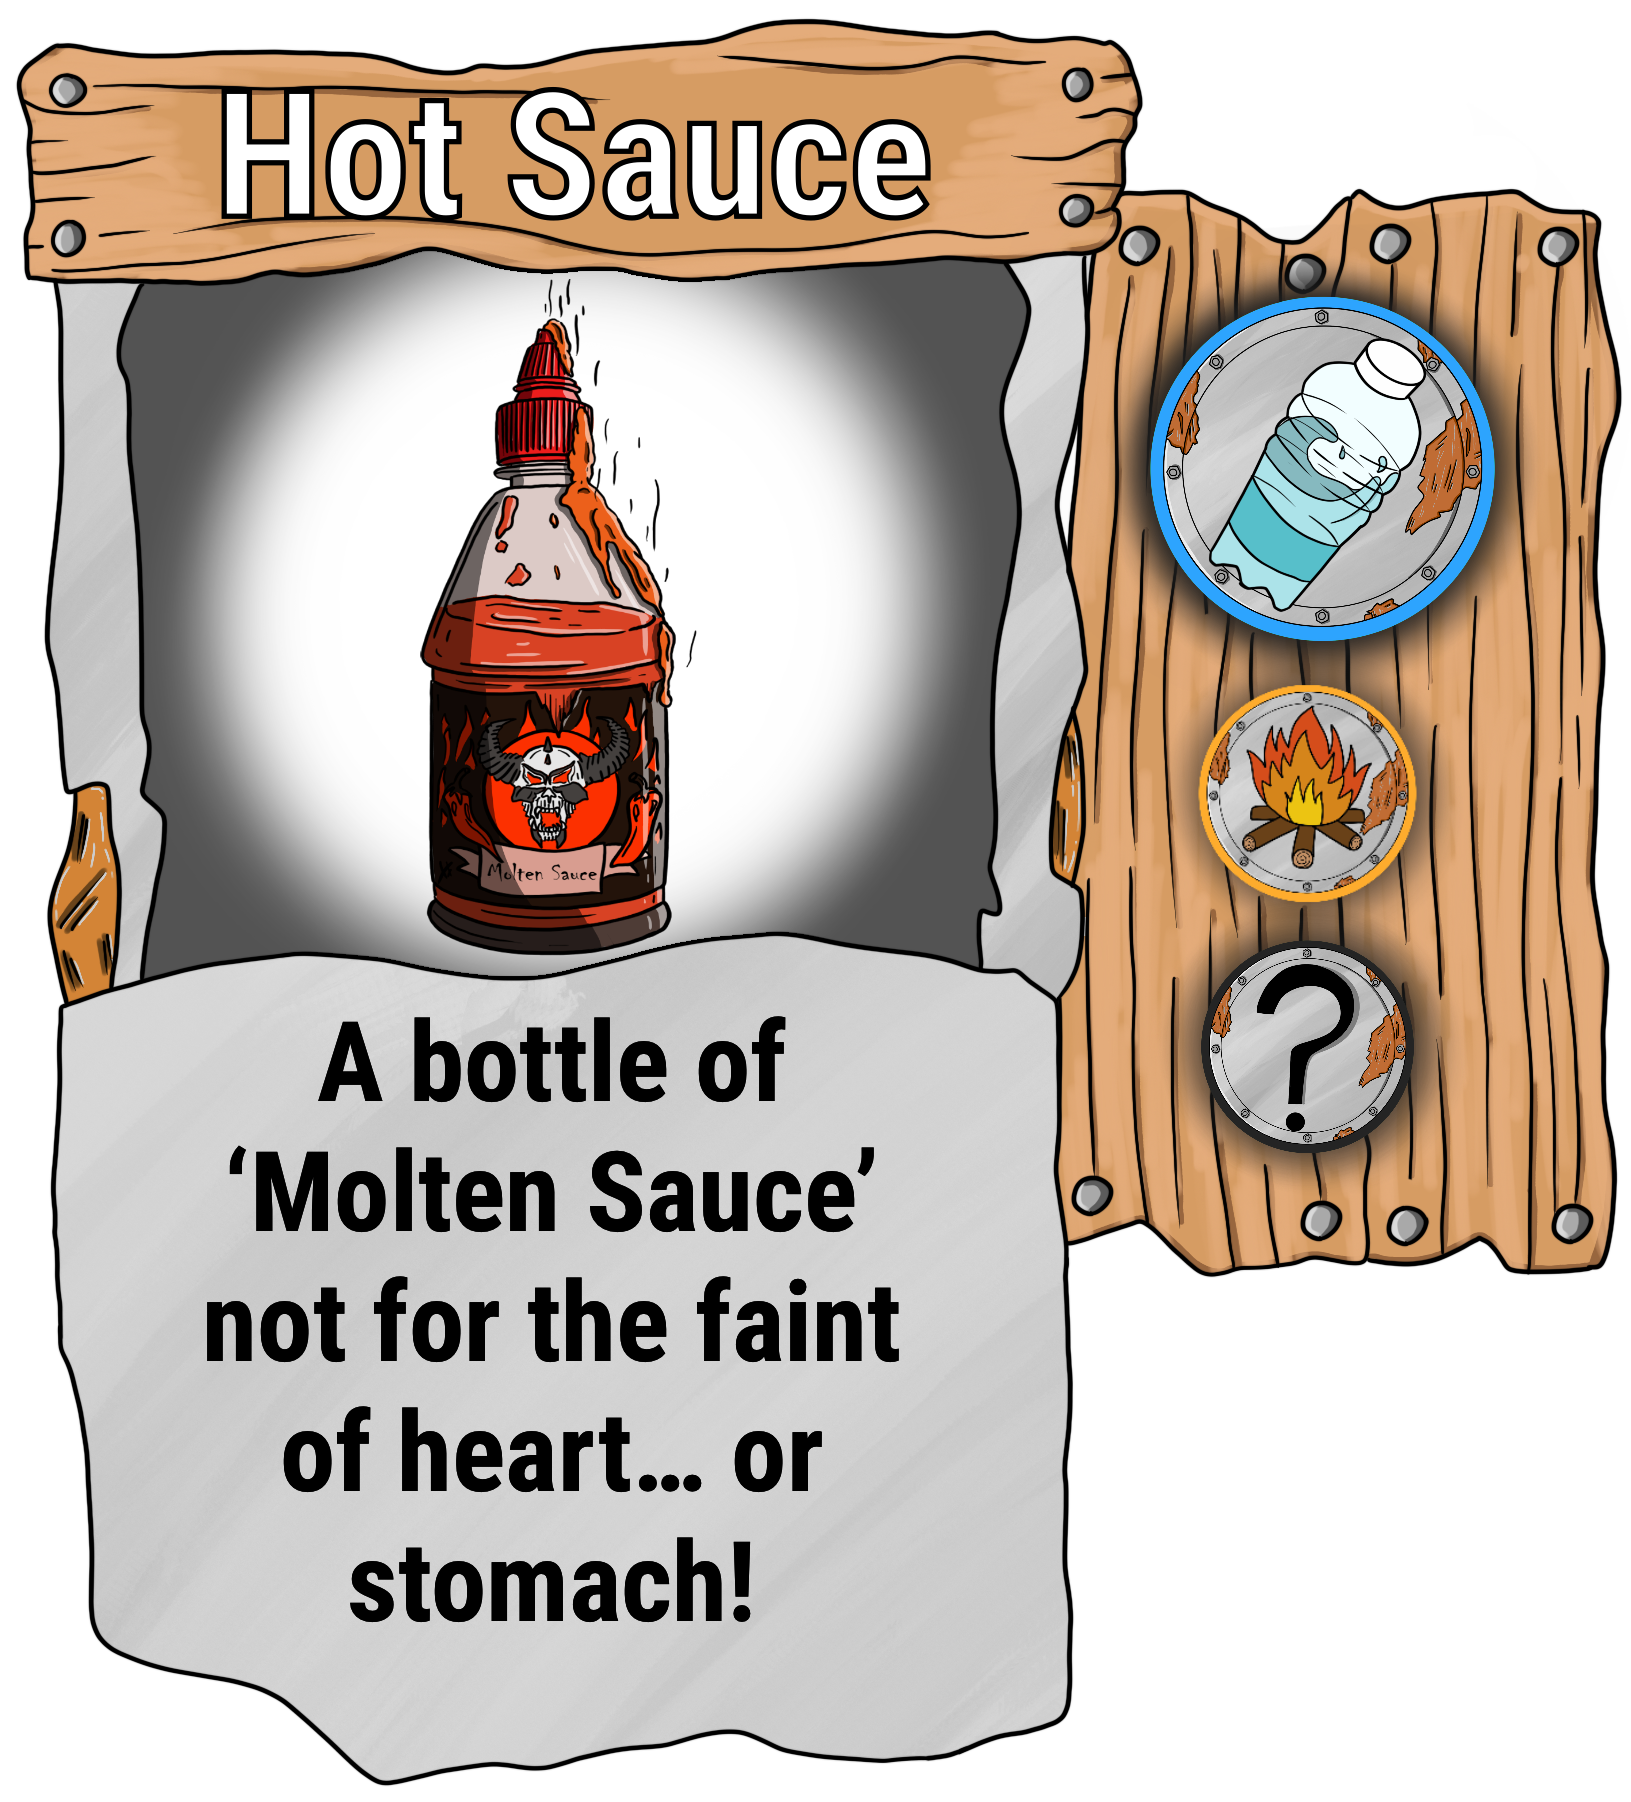 Hot Sauce
Molten Sauce
?
A bottle of
‘Molten Sauce’
not for the faint
of heart… or
stomach!